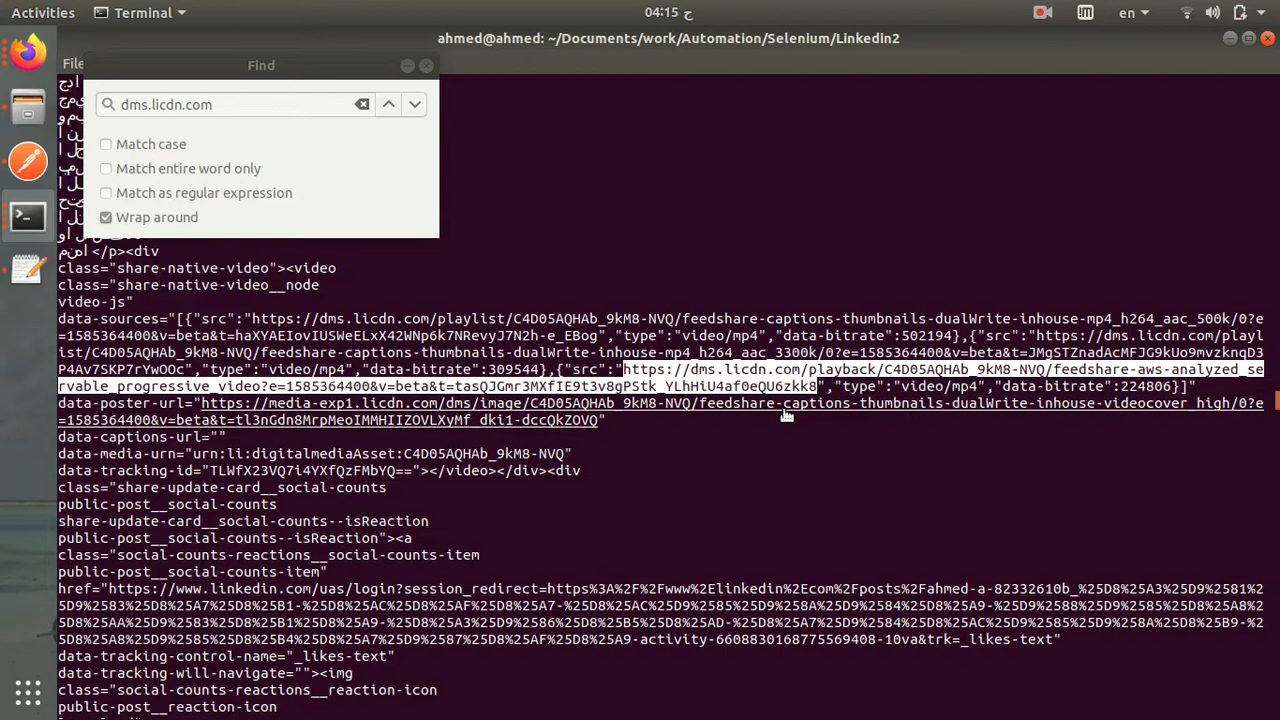 Activities
Terminal
ح 04:15
en
ahmed@ahmed: ~/Documents/work/Automation/Selenium/Linkedin2
Find
dms.licdn.com
Match case
Match entire word only
Match as regular expression
Wrap around
</p><div
class="share-native-video"><video
class="share-native-video__node
video-js"
data-sources="[{"src":"https://dms.licdn.com/playlist/C4D05AQHAb_9kM8-NVQ/feedshare-captions-thumbnails-dualWrite-inhouse-mp4_h264_aac_500k/0?e
=1585364400&v=beta&t=haXYAEIovIUSWeELxX42WNp6k7NRevyJ7N2h-e_EBog","type":"video/mp4","data-bitrate":502194},{"src":"https://dms.licdn.com/playl
ist/C4D05AQHAb_9kM8-NVQ/feedshare-captions-thumbnails-dualWrite-inhouse-mp4_h264_aac_3300k/0?e=1585364400&v=beta&t=JMgSTZnadAcMFJG9kUo9mvzknqD3
P4Av7SKP7rYwOOc","type":"video/mp4","data-bitrate":309544},{"src":"https://dms.licdn.com/playback/C4D05AQHAb_9kM8-NVQ/feedshare-aws-analyzed_se
rvable_progressive_video?e=1585364400&v=beta&t=tasQJGmr3MXfIE9t3v8gPStk_YLhHiU4af0eQU6zkk8","type":"video/mp4","data-bitrate":224806}]"
data-poster-url="https://media-exp1.licdn.com/dms/image/C4D05AQHAb_9kM8-NVQ/feedshare-captions-thumbnails-dualWrite-inhouse-videocover_high/0?e
=1585364400&v=beta&t=tl3nGdn8MrpMeoIMMHIIZOVLXyMf_dki1-dccQkZOVQ"
data-captions-url=""
data-media-urn="urn:li:digitalmediaAsset:C4D05AQHAb_9kM8-NVQ"
data-tracking-id="TLWfX23VQ7i4YXfQzFMbYQ=="></video></div><div
class="share-update-card__social-counts
public-post__social-counts
share-update-card__social-counts--isReaction
public-post__social-counts--isReaction"><a
class="social-counts-reactions__social-counts-item
public-post__social-counts-item"
href="https://www.linkedin.com/uas/login?session_redirect=https%3A%2F%2Fwww%2Elinkedin%2Ecom%2Fposts%2Fahmed-a-82332610b_%25D8%25A3%25D9%2581%2
5D9%2583%25D8%25A7%25D8%25B1-%25D8%25AC%25D8%25AF%25D8%25A7-%25D8%25AC%25D9%2585%25D9%258A%25D9%2584%25D8%25A9-%25D9%2588%25D9%2585%25D8%25A8%2
5D8%25AA%25D9%2583%25D8%25B1%25D8%25A9-%25D8%25A3%25D9%2586%25D8%25B5%25D8%25AD-%25D8%25A7%25D9%2584%25D8%25AC%25D9%2585%25D9%258A%25D8%25B9-%2
5D8%25A8%25D9%2585%25D8%25B4%25D8%25A7%25D9%2587%25D8%25AF%25D8%25A9-activity-6608830168775569408-10va&trk=_likes-text"
data-tracking-control-name="_likes-text"
data-tracking-will-navigate=""><img
class="social-counts-reactions__reaction-icon
public-post__reaction-icon